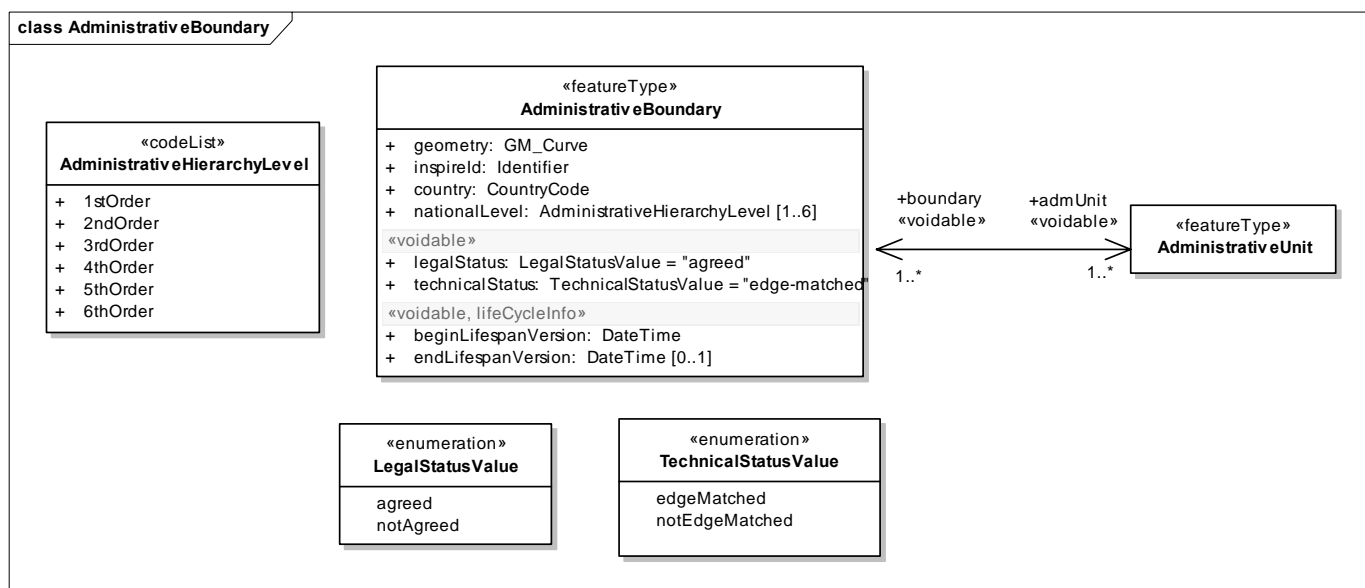 class AdministrativeBoundary
«codeList»
AdministrativeHierarchyLevel
+ 1stOrder
+ 2ndOrder
+ 3rdOrder
+ 4thOrder
+ 5thOrder
+ 6thOrder
«featureType»
AdministrativeBoundary
+ geometry: GM_Curve
+ inspireId: Identifier
+ country: CountryCode
+ nationalLevel: AdministrativeHierarchyLevel [1..6]
«voidable»
+ legalStatus: LegalStatusValue = "agreed"
+ technicalStatus: TechnicalStatusValue = "edge-matched"
«voidable, lifeCycleInfo»
+ beginLifespanVersion: DateTime
+ endLifespanVersion: DateTime [0..1]
+boundary
«voidable»
1..*
+admUnit
«voidable»
1..*
«featureType»
AdministrativeUnit
«enumeration»
LegalStatusValue
agreed
notAgreed
«enumeration»
TechnicalStatusValue
edgeMatched
notEdgeMatched